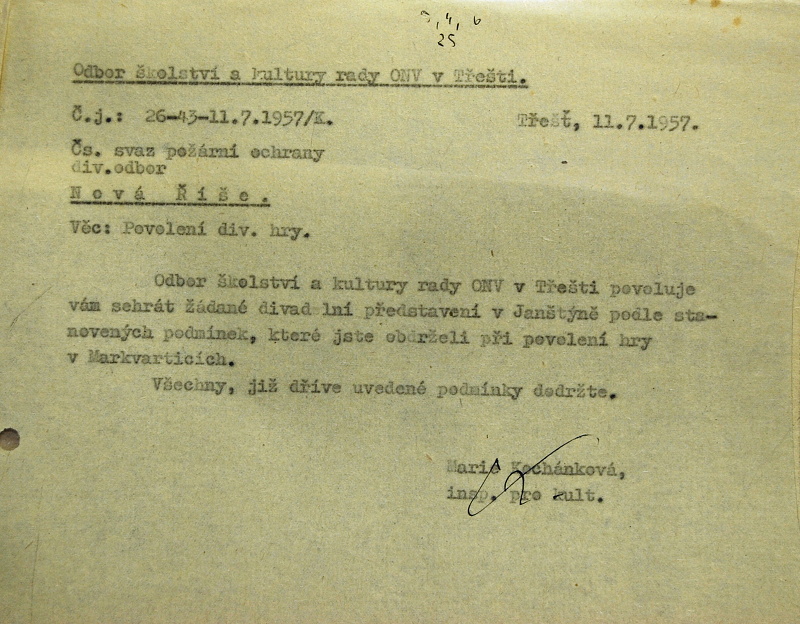 25
Odbor školství a kultury rady ONV v Třešti.
Č.j.: 26-43-11.7.1957/K. Třešť, 11.7.1957.
Čs. svaz požární ochrany
div.odbor
Nová Říše.
Věc: Povolení div. hry.
Odbor školství a kultury rady ONV v Třešti povoluje
vám sehrát žádané divadlní představení v Janštýně podle sta-
novených podmínek, které jste obdrželi při povolení hry
v Markvarticích.
Všechny, již dříve uvedené podmínky dodržte.
Marie Kochánková,
insp. pro kult.